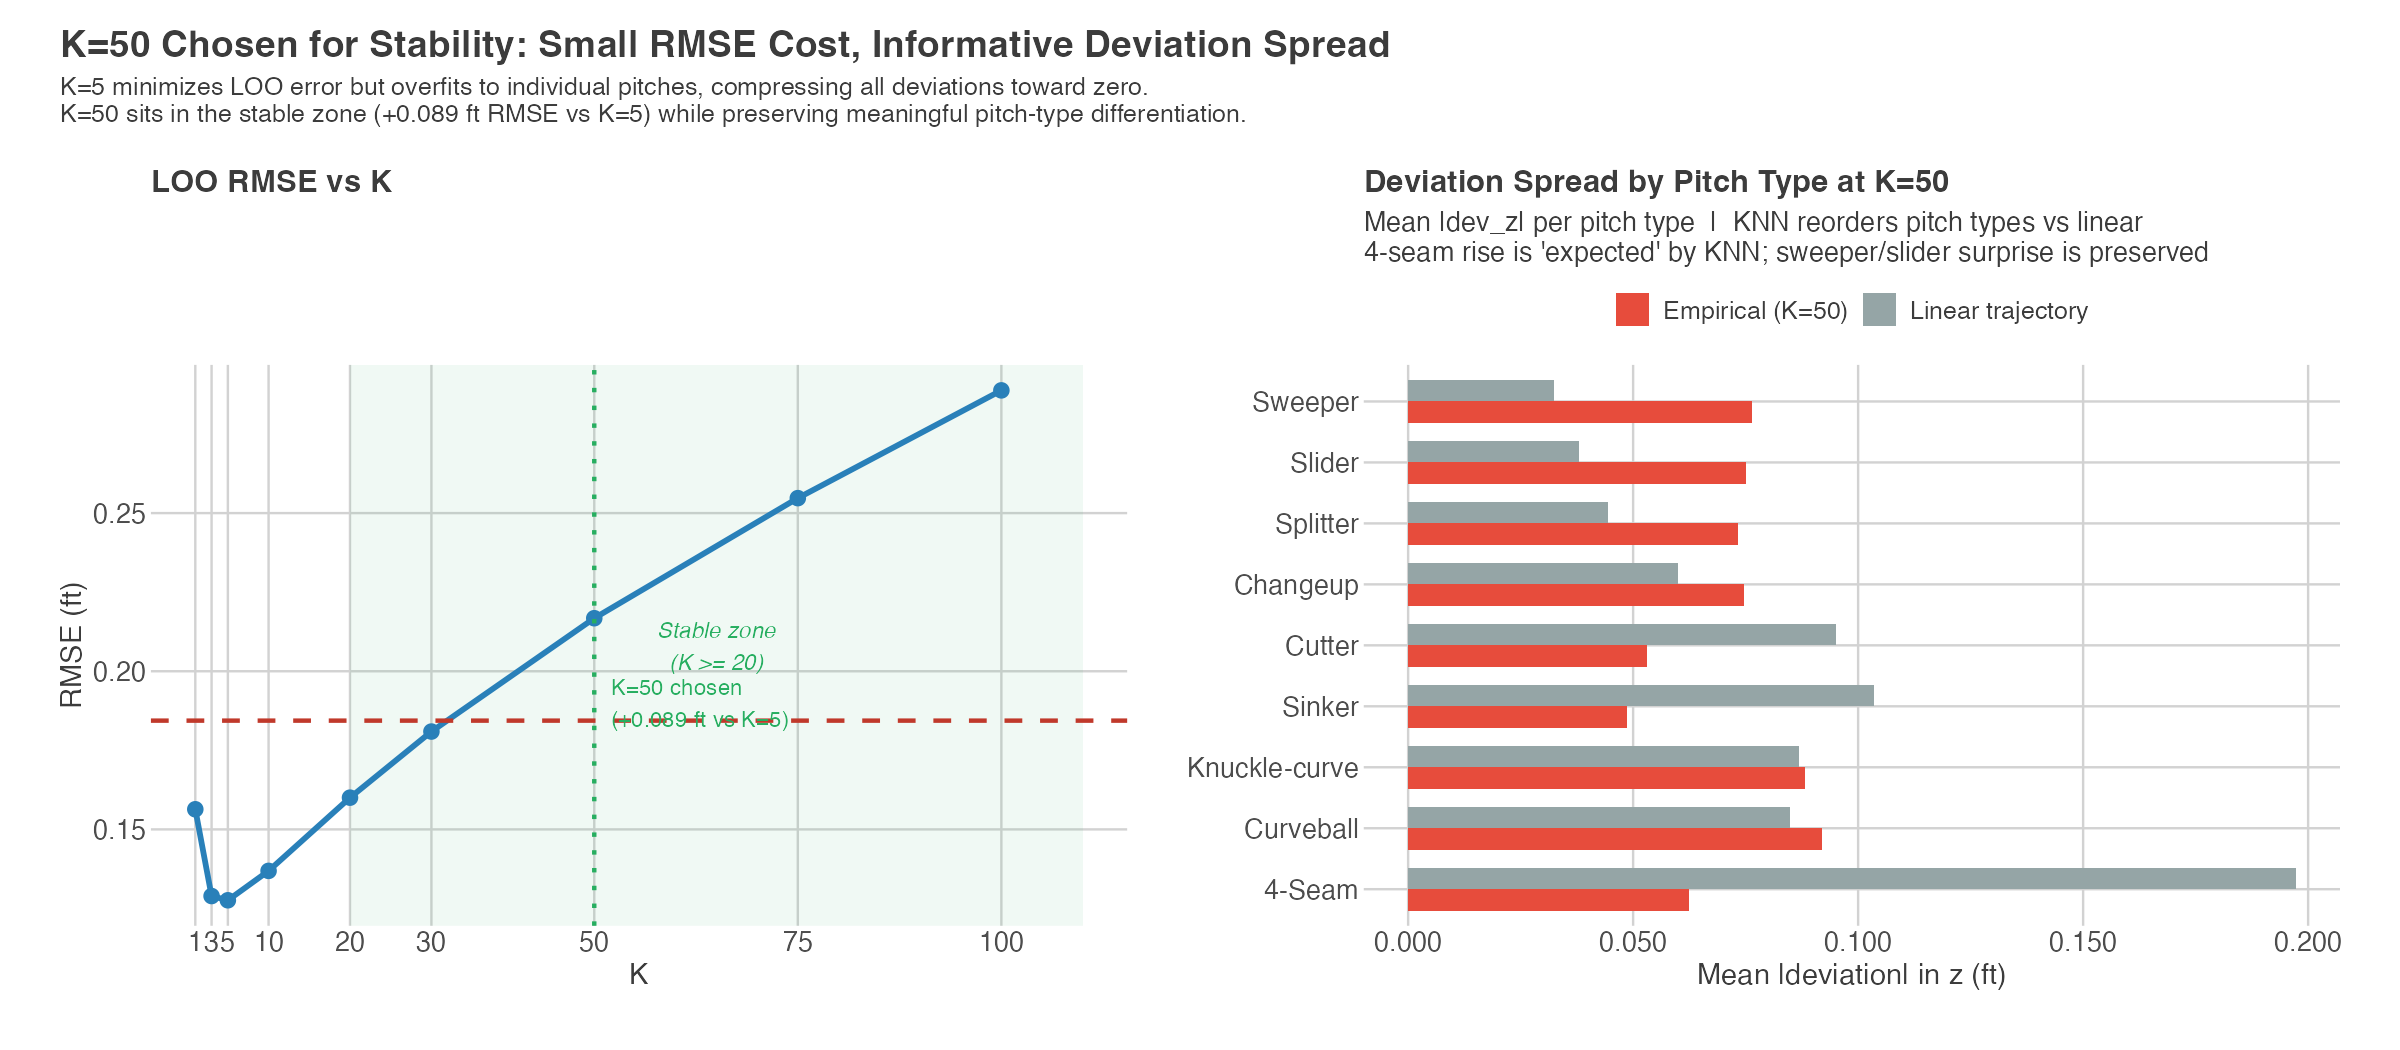 K=50 Chosen for Stability: Small RMSE Cost, Informative Deviation Spread
K=5 minimizes LOO error but overfits to individual pitches, compressing all deviations toward zero.
K=50 sits in the stable zone (+0.089 ft RMSE vs K=5) while preserving meaningful pitch-type differentiation.
LOO RMSE vs K
RMSE (ft)
0.25
0.20
0.15
Stable zone
(K >= 20)
K=50 chosen
(+0.089 ft vs K=5)
1 3 5 10 20 30 50 75 100
K
Deviation Spread by Pitch Type at K=50
Mean |dev_z| per pitch type | KNN reorders pitch types vs linear
4-seam rise is 'expected' by KNN; sweeper/slider surprise is preserved
Empirical (K=50) Linear trajectory
Sweeper
Slider
Splitter
Changeup
Cutter
Sinker
Knuckle-curve
Curveball
4-Seam
0.000 0.050 0.100 0.150 0.200
Mean |deviation| in z (ft)